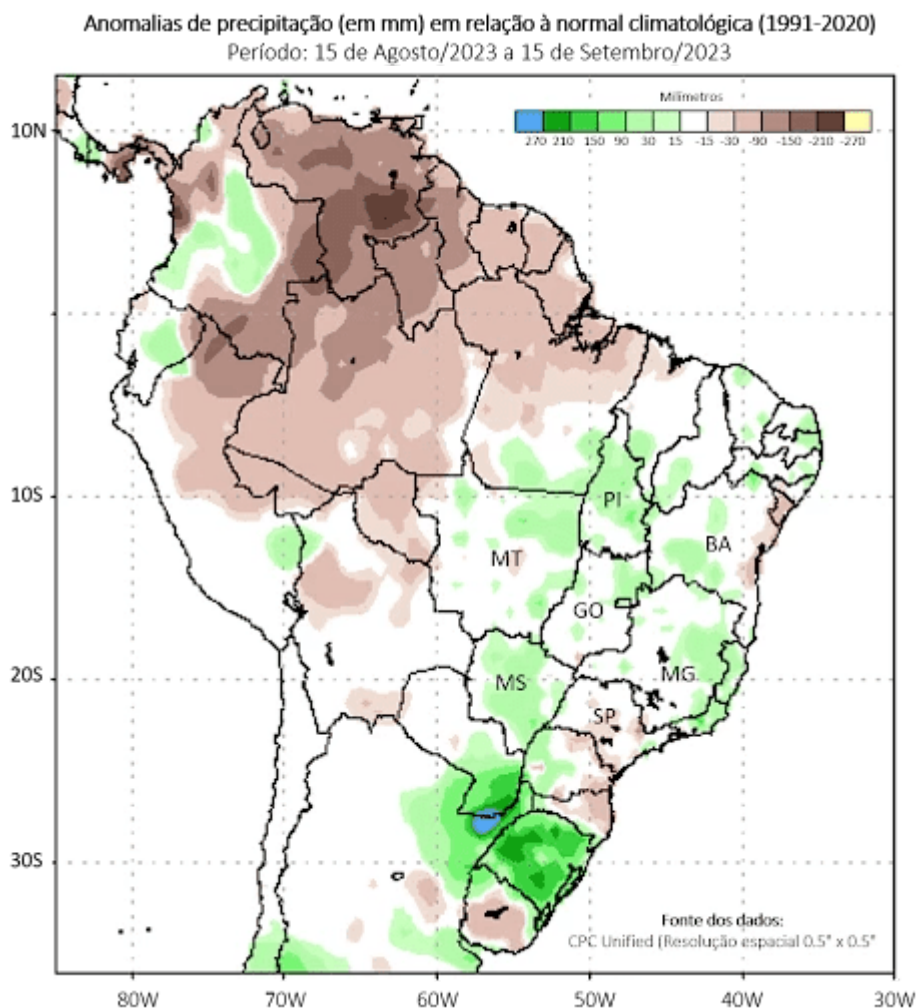 Anomalias de precipitação (em mm) em relação à normal climatológica (1991-2020)
Período: 15 de Agosto/2023 a 15 de Setembro/2023
Milímetros
270 210 150 90 30 15 -15 -30 -90 -150 -210 -270
10N
10S
20S
30S
PI
BA
MT
GO
MS
MG
SP
Fonte dos dados:
CPC Unified (Resolução espacial 0.5° x 0.5°
80W 70W 60W 50W 40W 30W